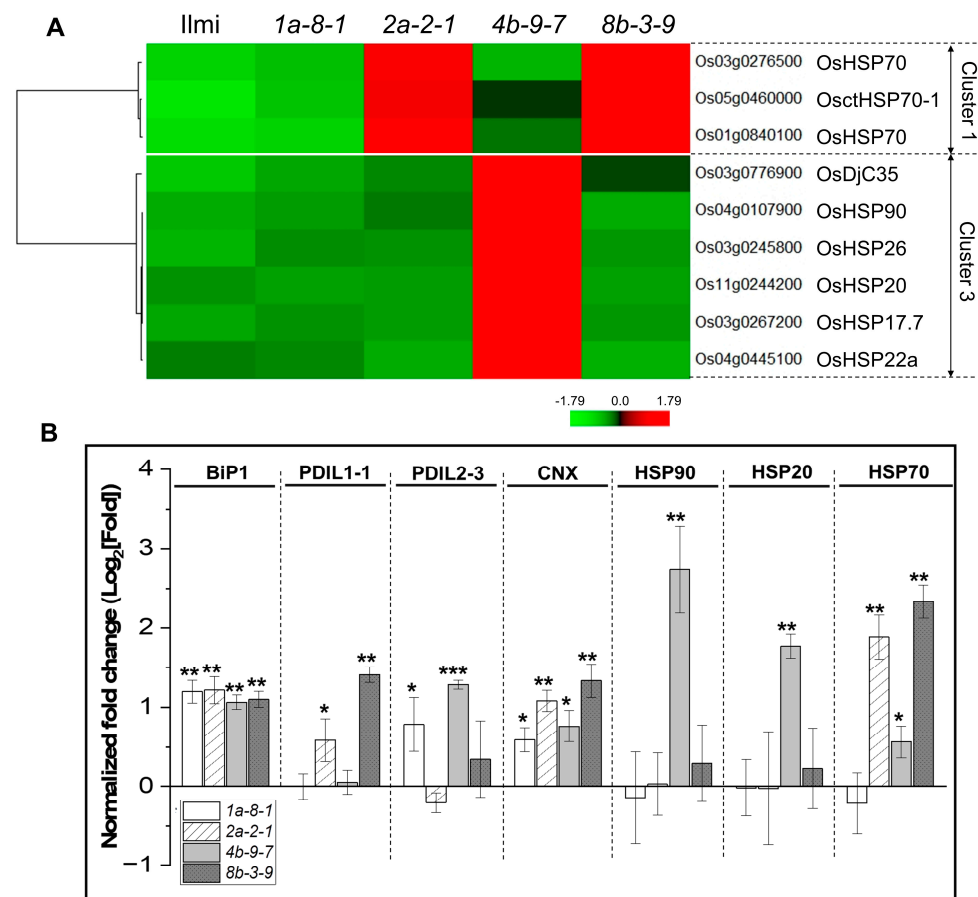 A
Ilmi 1a-8-1 2a-2-1 4b-9-7 8b-3-9
Os03g0276500 OsHSP70
Os05g0460000 OsctHSP70-1
Os01g0840100 OsHSP70
Cluster 1
Os03g0776900 OsDjC35
Os04g0107900 OsHSP90
Os03g0245800 OsHSP26
Os11g0244200 OsHSP20
Os03g0267200 OsHSP17.7
Os04g0445100 OsHSP22a
Cluster 3
-1.79 0.0 1.79
B
BiP1 PDIL1-1 PDIL2-3 CNX HSP90 HSP20 HSP70
Normalized fold change (Log2[Fold])
4
3
2
1
0
−1
** ** ** **
* **
* ***
* ** * **
**
**
** * **
1a-8-1
2a-2-1
4b-9-7
8b-3-9